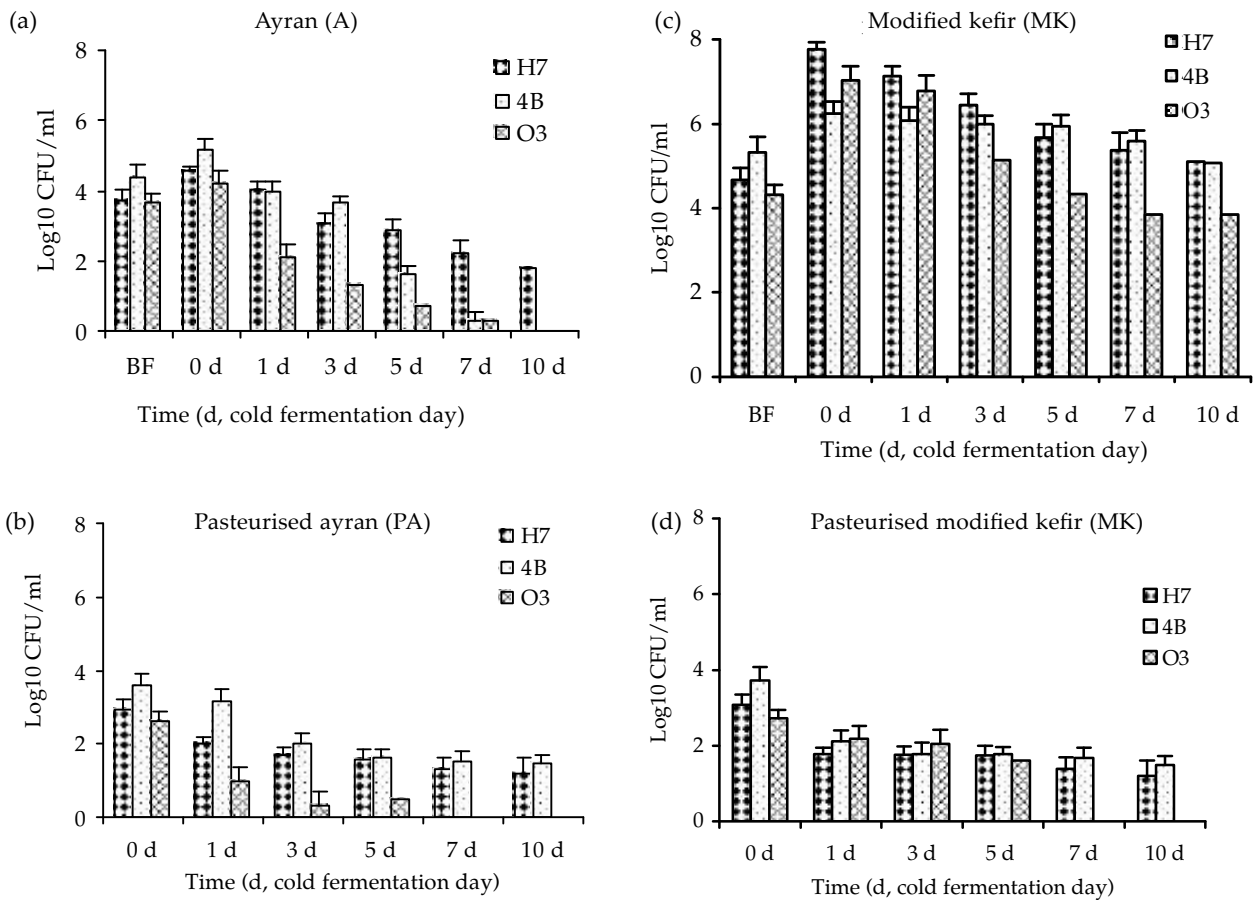 (a)
Ayran (A)
8
6
4
2
0
Log10 CFU/ml
H7
4B
O3
BF 0 d 1 d 3 d 5 d 7 d 10 d
Time (d, cold fermentation day)
(c)
Modified kefir (MK)
8
6
4
2
0
Log10 CFU/ml
H7
4B
O3
BF 0 d 1 d 3 d 5 d 7 d 10 d
Time (d, cold fermentation day)
(b)
Pasteurised ayran (PA)
8
6
4
2
0
Log10 CFU/ml
H7
4B
O3
0 d 1 d 3 d 5 d 7 d 10 d
Time (d, cold fermentation day)
(d)
Pasteurised modified kefir (MK)
8
6
4
2
0
Log10 CFU/ml
H7
4B
O3
0 d 1 d 3 d 5 d 7 d 10 d
Time (d, cold fermentation day)